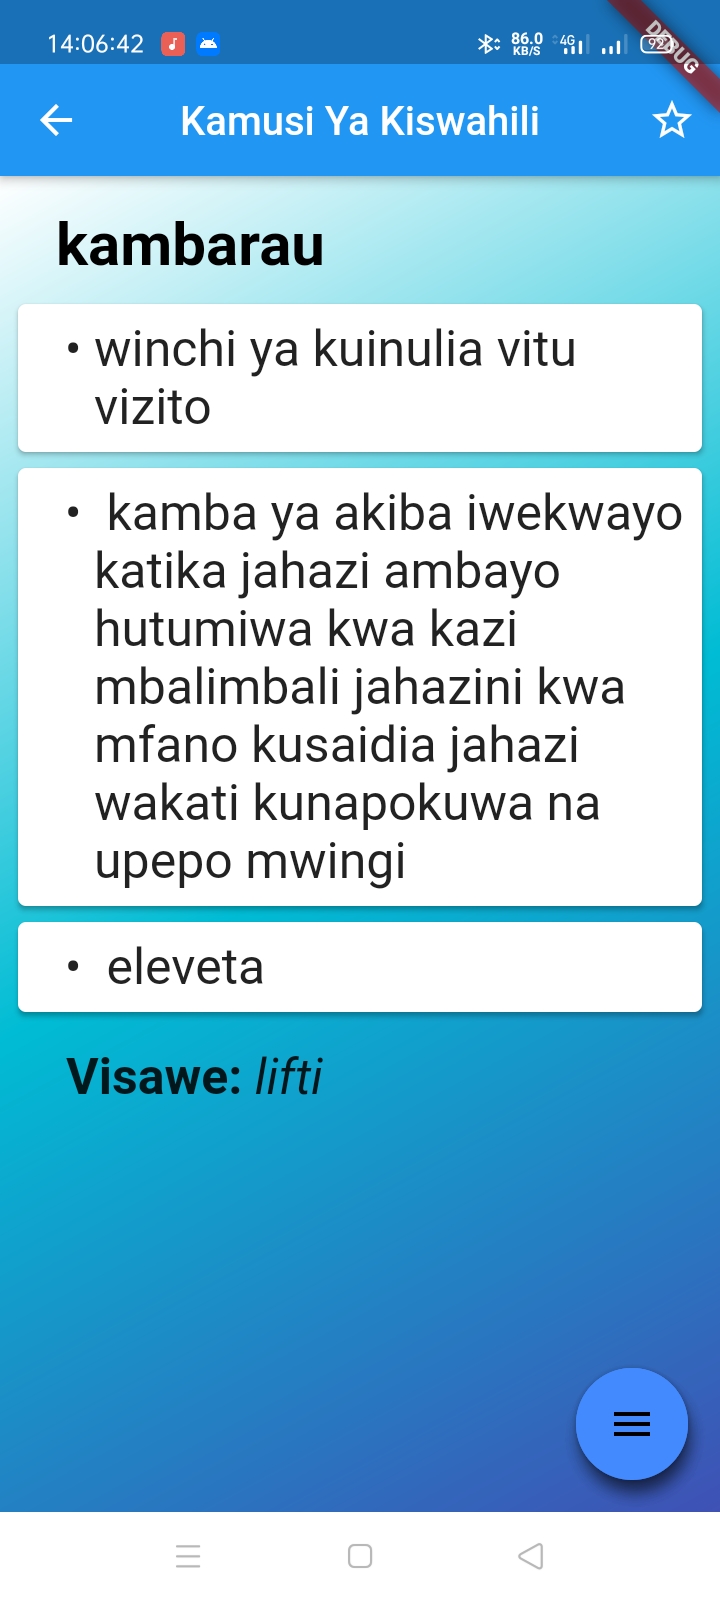 14:06:42 86.0 KB/S 4G 92
DEBUG
Kamusi Ya Kiswahili
kambarau
• winchi ya kuinulia vitu
vizito
• kamba ya akiba iwekwayo
katika jahazi ambayo
hutumiwa kwa kazi
mbalimbali jahazini kwa
mfano kusaidia jahazi
wakati kunapokuwa na
upepo mwingi
• eleveta
Visawe: lifti